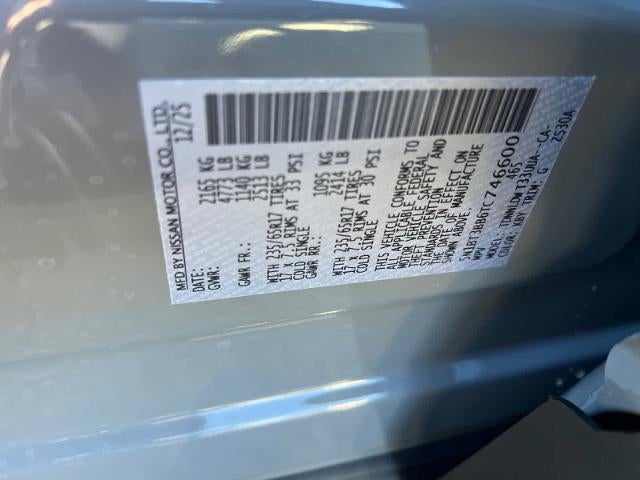 MFD BY NISSAN MOTOR CO.,LTD.
DATE: 12/25
GVWR: 2165 KG
4773 LB
GAWR FR.: 1140 KG
2513 LB
WITH 235/65R17 TIRES
17 X 7.5 RIMS AT 33 PSI
COLD SINGLE
GAWR RR.: 1095 KG
2414 LB
WITH 235/65R17 TIRES
17 X 7.5 RIMS AT 30 PSI
COLD SINGLE
THIS VEHICLE CONFORMS TO
ALL APPLICABLE FEDERAL
MOTOR VEHICLE SAFETY AND
THEFT PREVENTION
STANDARDS IN EFFECT ON
THE DATE OF MANUFACTURE
SHOWN ABOVE.
746600
MPV
MODEL
COLOR: KBY TRIM: G ZS30A